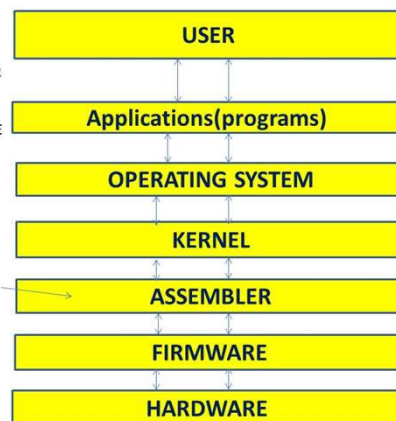 USER
Applications(programs)
OPERATING SYSTEM
KERNEL
ASSEMBLER
FIRMWARE
HARDWARE